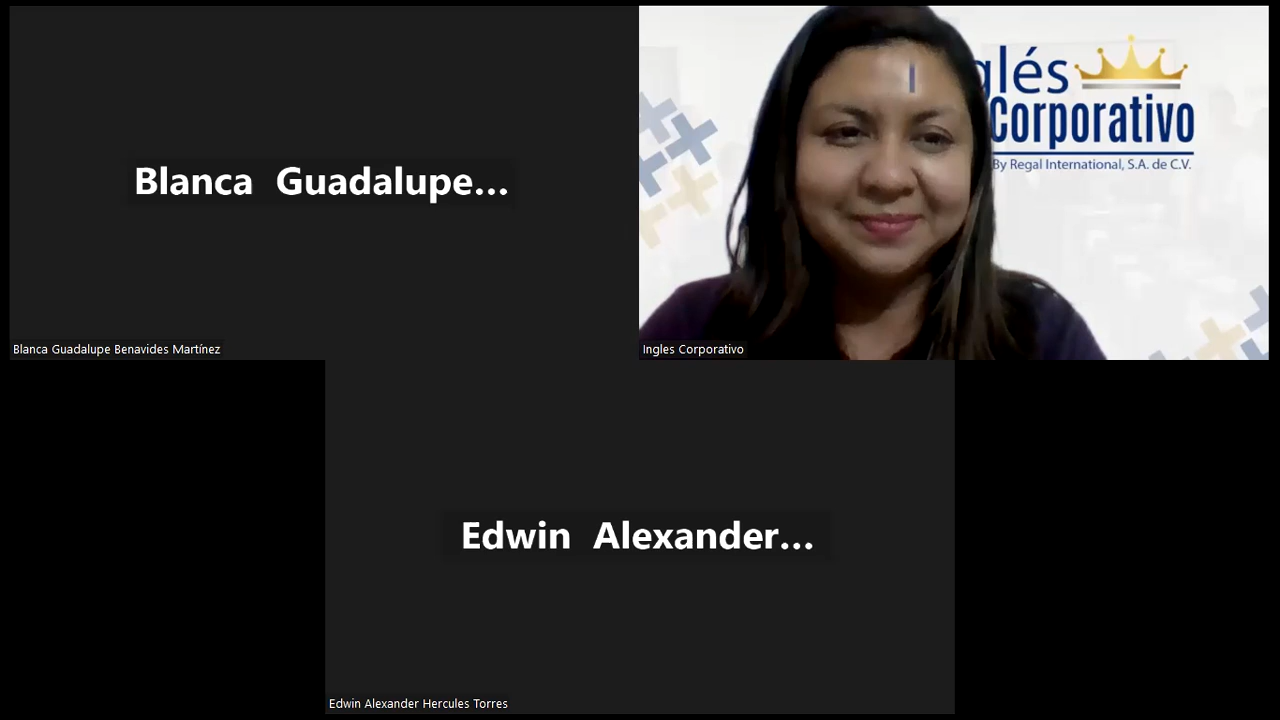 Blanca Guadalupe...
Blanca Guadalupe Benavides Martínez
glés
Corporativo
By Regal International, S.A. de C.V.
Ingles Corporativo
Edwin Alexander...
Edwin Alexander Hercules Torres